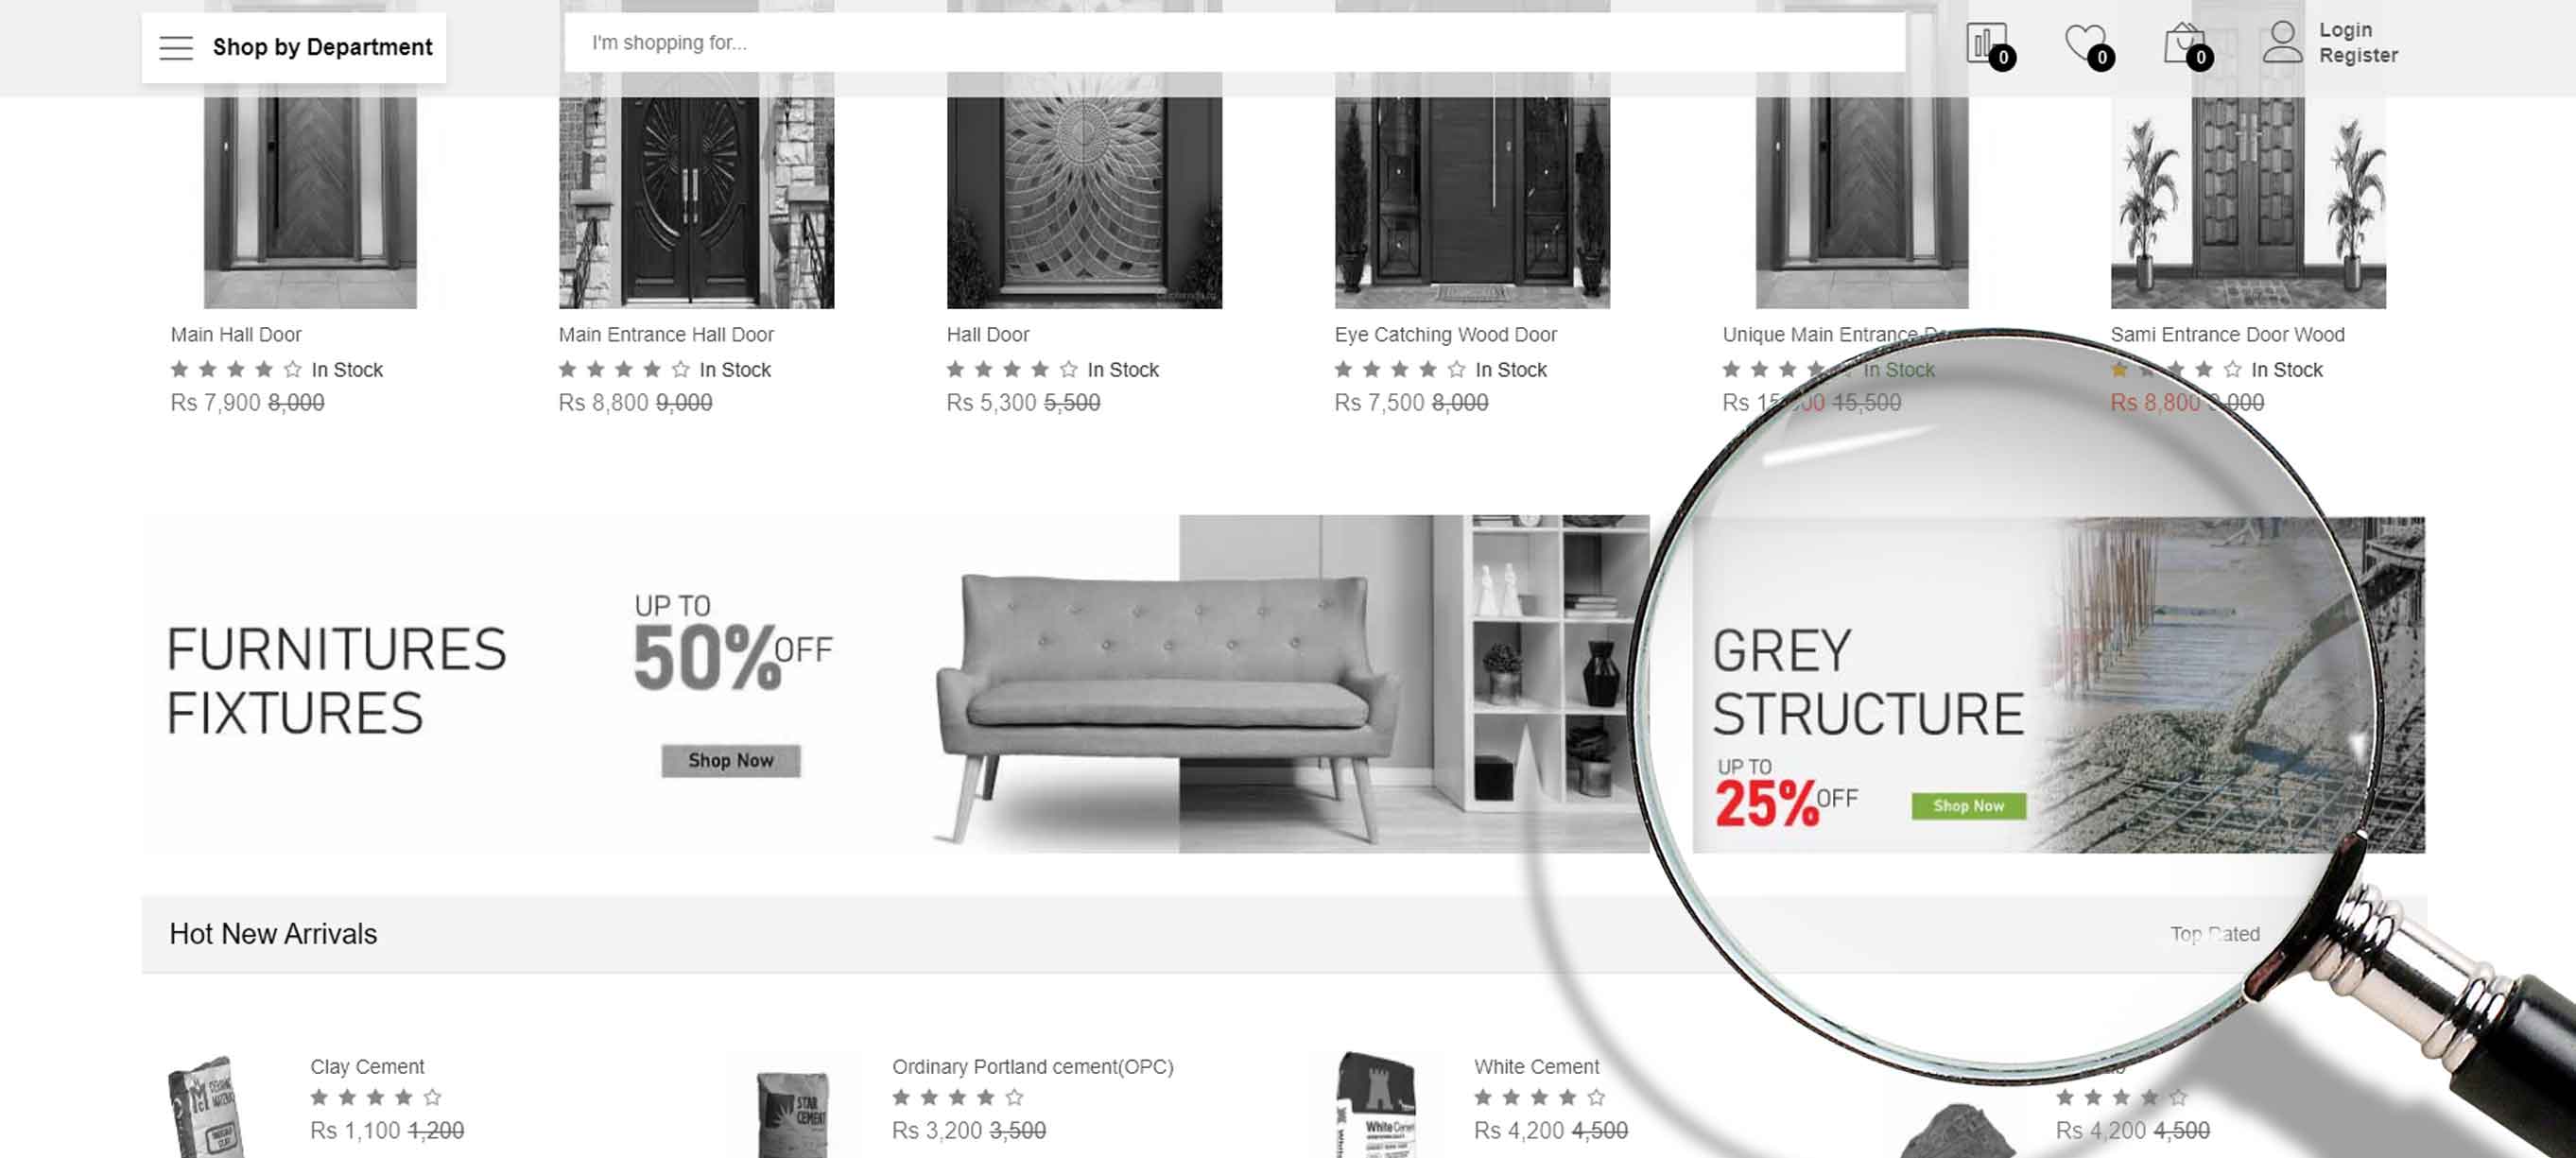 Shop by Department
I'm shopping for...
0
0
0
Login
Register
Main Hall Door
In Stock
Rs 7,900 8,000
Main Entrance Hall Door
In Stock
Rs 8,800 9,000
Hall Door
In Stock
Rs 5,300 5,500
Eye Catching Wood Door
In Stock
Rs 7,500 8,000
Unique Main Entrance
In Stock
Rs 15,500
Sami Entrance Door Wood
In Stock
Rs 8,800
FURNITURES
FIXTURES
UP TO
50% OFF
Shop Now
GREY
STRUCTURE
UP TO
25% OFF
Shop Now
Hot New Arrivals
Top Rated
Clay Cement
Rs 1,100 1,200
STAR
CEMENT
Ordinary Portland cement(OPC)
Rs 3,200 3,500
White Cement
White Cement
Rs 4,200 4,500
Rs 4,200 4,500